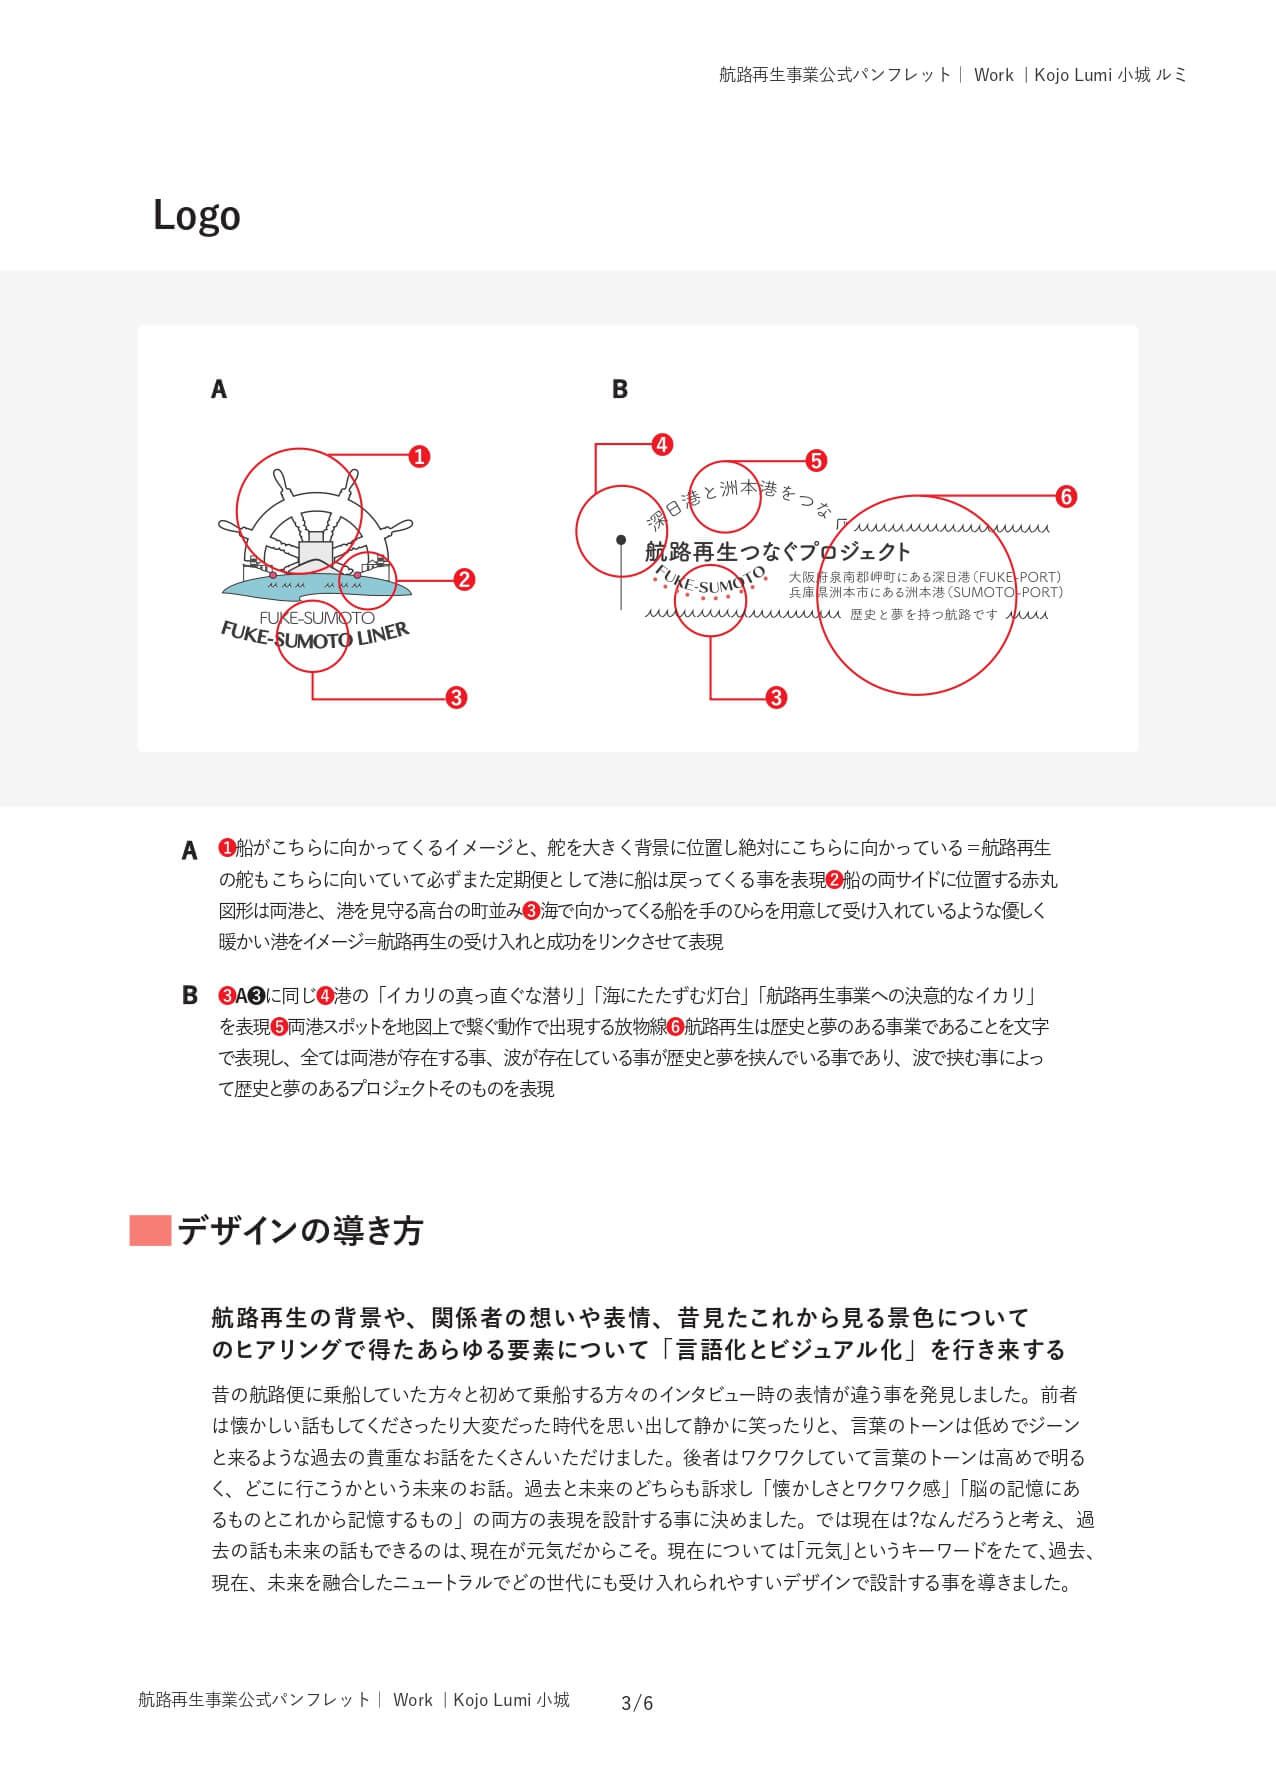 航路再生事業公式パンフレット｜ Work ｜Kojo Lumi 小城 ルミ
Logo
A
B
❶
❹
❺
❻
❷
❸
❸
FUKE-SUMOTO
FUKE-SUMOTO LINER
深日港と洲本港をつなぐ
航路再生つなぐプロジェクト
FUKE-SUMOTO
大阪府泉南郡岬町にある深日港（FUKE-PORT）
兵庫県洲本市にある洲本港（SUMOTO-PORT）
歴史と夢を持つ航路です
A ❶船がこちらに向かってくるイメージと、舵を大きく背景に位置し絶対にこちらに向かっている＝航路再生
の舵もこちらに向いていて必ずまた定期便として港に船は戻ってくる事を表現❷船の両サイドに位置する赤丸
図形は両港と、港を見守る高台の町並み❸海で向かってくる船を手のひらを用意して受け入れているような優しく
暖かい港をイメージ=航路再生の受け入れと成功をリンクさせて表現
B ❸A❸に同じ❹港の「イカリの真っ直ぐな潜り」「海にたたずむ灯台」「航路再生事業への決意的なイカリ」
を表現❺両港スポットを地図上で繋ぐ動作で出現する放物線❻航路再生は歴史と夢のある事業であることを文字
で表現し、全ては両港が存在する事、波が存在している事が歴史と夢を挟んでいる事であり、波で挟む事によっ
て歴史と夢のあるプロジェクトそのものを表現
デザインの導き方
航路再生の背景や、関係者の想いや表情、昔見たこれから見る景色について
のヒアリングで得たあらゆる要素について「言語化とビジュアル化」を行き来する
昔の航路便に乗船していた方々と初めて乗船する方々のインタビュー時の表情が違う事を発見しました。前者
は懐かしい話もしてくださったり大変だった時代を思い出して静かに笑ったりと、言葉のトーンは低めでジーン
と来るような過去の貴重なお話をたくさんいただけました。後者はワクワクしていて言葉のトーンは高めで明る
く、どこに行こうかという未来のお話。過去と未来のどちらも訴求し「懐かしさとワクワク感」「脳の記憶にあ
るものとこれから記憶するもの」の両方の表現を設計する事に決めました。では現在は?なんだろうと考え、過
去の話も未来の話もできるのは、現在が元気だからこそ。現在については「元気」というキーワードをたて、過去、
現在、未来を融合したニュートラルでどの世代にも受け入れられやすいデザインで設計する事を導きました。
航路再生事業公式パンフレット｜ Work ｜Kojo Lumi 小城
3/6